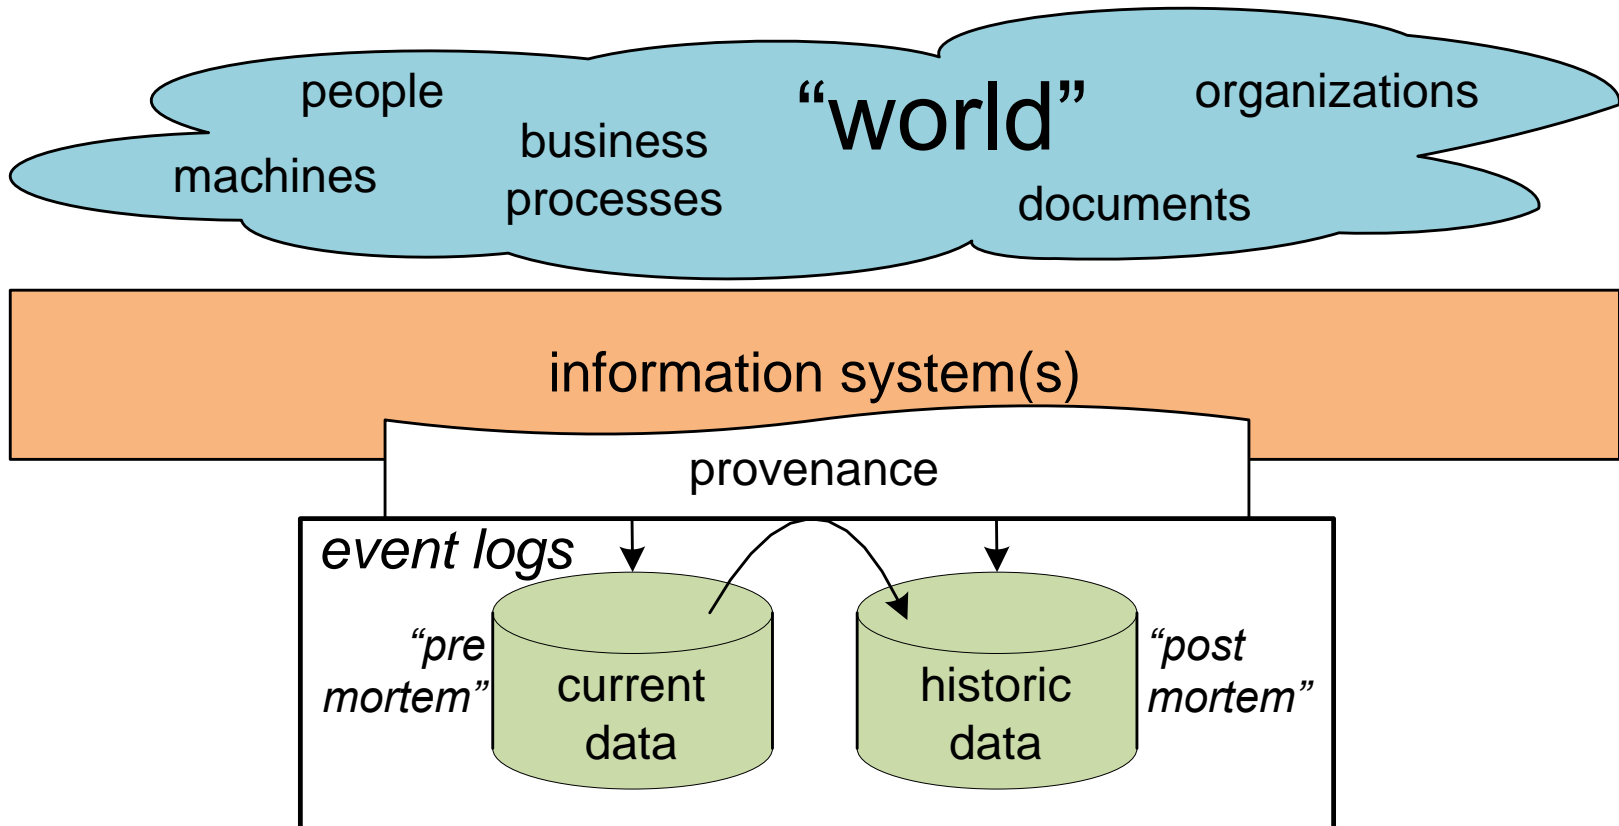 people
“world”
organizations
business
processes
machines
documents
information system(s)
provenance
event logs
“pre
mortem”
current
data
historic
data
“post
mortem”